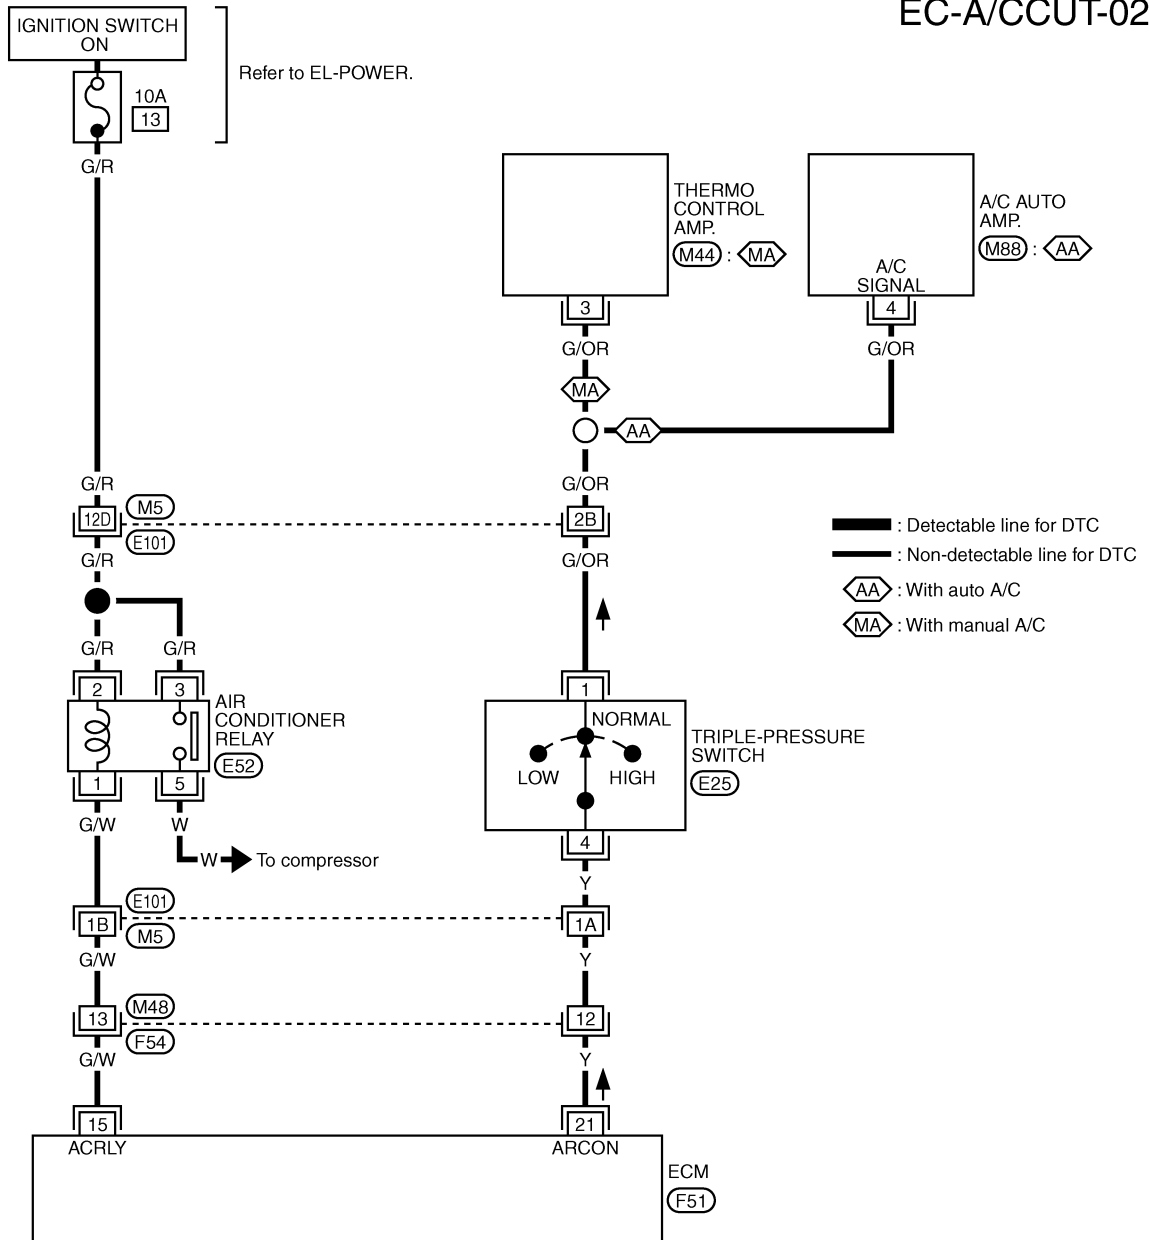 EC-A/CCUT-02
IGNITION SWITCH
ON
Refer to EL-POWER.
10A
13
G/R
THERMO
CONTROL
AMP.
M44 : MA
A/C AUTO
AMP.
M88 : AA
A/C
SIGNAL
3
4
G/OR
G/OR
MA
AA
G/R
G/OR
12D
M5
E101
2B
G/R
G/OR
: Detectable line for DTC
: Non-detectable line for DTC
AA : With auto A/C
MA : With manual A/C
G/R
G/R
2
3
1
AIR
CONDITIONER
RELAY
E52
NORMAL
LOW
HIGH
TRIPLE-PRESSURE
SWITCH
E25
1
5
4
G/W
W
W
To compressor
Y
1B
E101
M5
1A
G/W
Y
13
M48
F54
12
G/W
Y
15
21
ACRLY
ARCON
ECM
F51